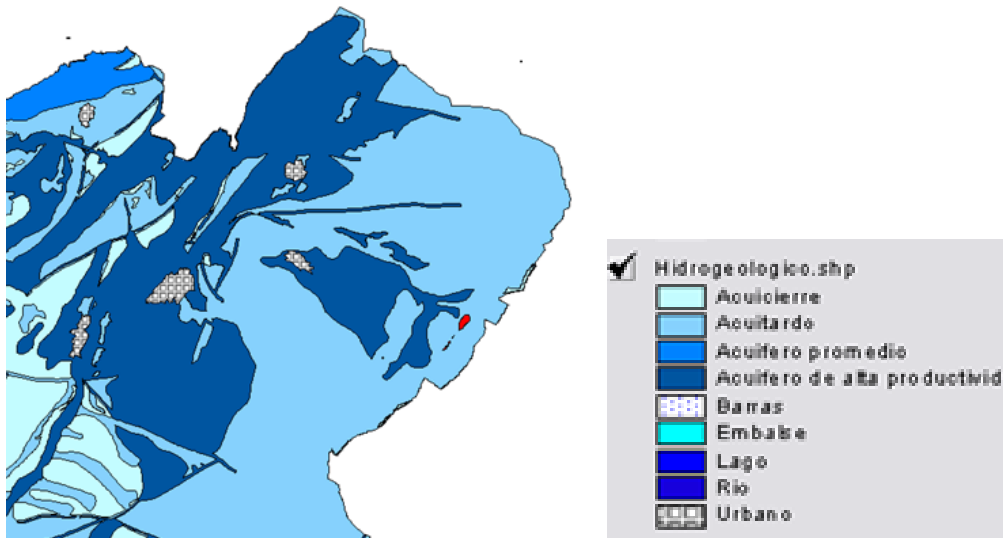 Hidrogeologico.shp
Acuicierre
Acuitardo
Acuifero promedio
Acuifero de alta productivid
Barras
Embalse
Lago
Rio
Urbano